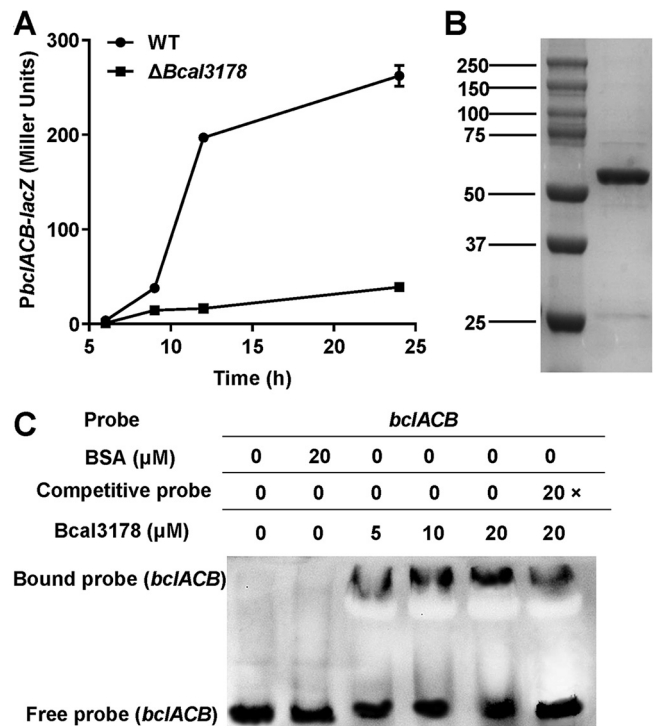 A
300
200
100
0
5
10
15
20
25
PbclACB-lacZ (Miller Units)
Time (h)
WT
ΔBcal3178
B
250
150
100
75
50
37
25
C
Probe bclACB
BSA (µM) 0 20 0 0 0 0
Competitive probe 0 0 0 0 0 20 ×
Bcal3178 (µM) 0 0 5 10 20 20
Bound probe (bclACB)
Free probe (bclACB)